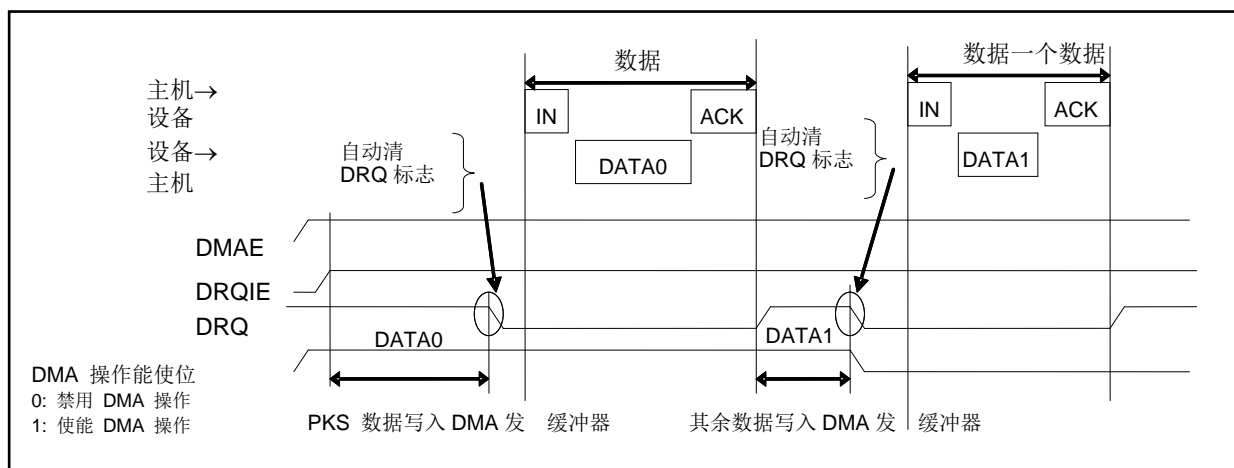 数据
数据一个数据
主机→
设备
IN
ACK
IN
ACK
设备→
主机
自动清
DRQ 标志
DATA0
自动清
DRQ 标志
DATA1
DMAE
DRQIE
DRQ
DATA0
DATA1
DMA 操作能使位
0: 禁用 DMA 操作
1: 使能 DMA 操作
PKS 数据写入 DMA 发 缓冲器
其余数据写入 DMA 发 缓冲器